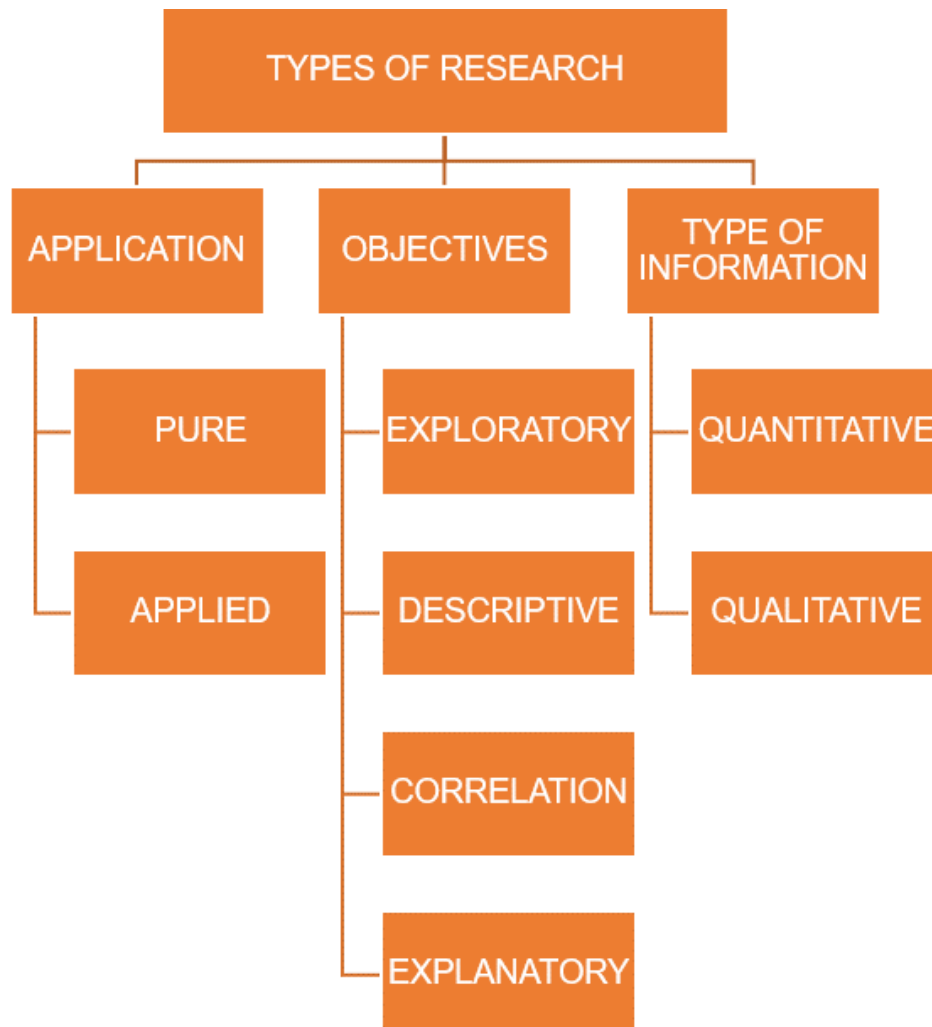 TYPES OF RESEARCH
APPLICATION
OBJECTIVES
TYPE OF
INFORMATION
PURE
EXPLORATORY
QUANTITATIVE
APPLIED
DESCRIPTIVE
QUALITATIVE
CORRELATION
EXPLANATORY